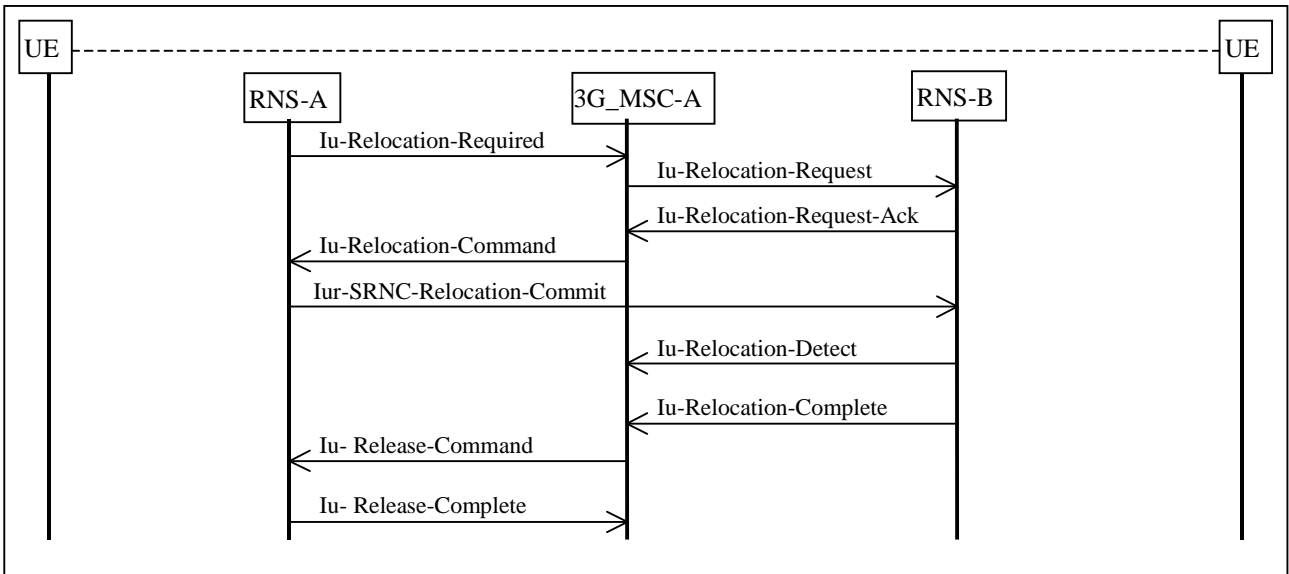 UE
UE
RNS-A
3G_MSC-A
RNS-B
Iu-Relocation-Required
Iu-Relocation-Request
Iu-Relocation-Request-Ack
Iu-Relocation-Command
Iur-SRNC-Relocation-Commit
Iu-Relocation-Detect
Iu-Relocation-Complete
Iu- Release-Command
Iu- Release-Complete